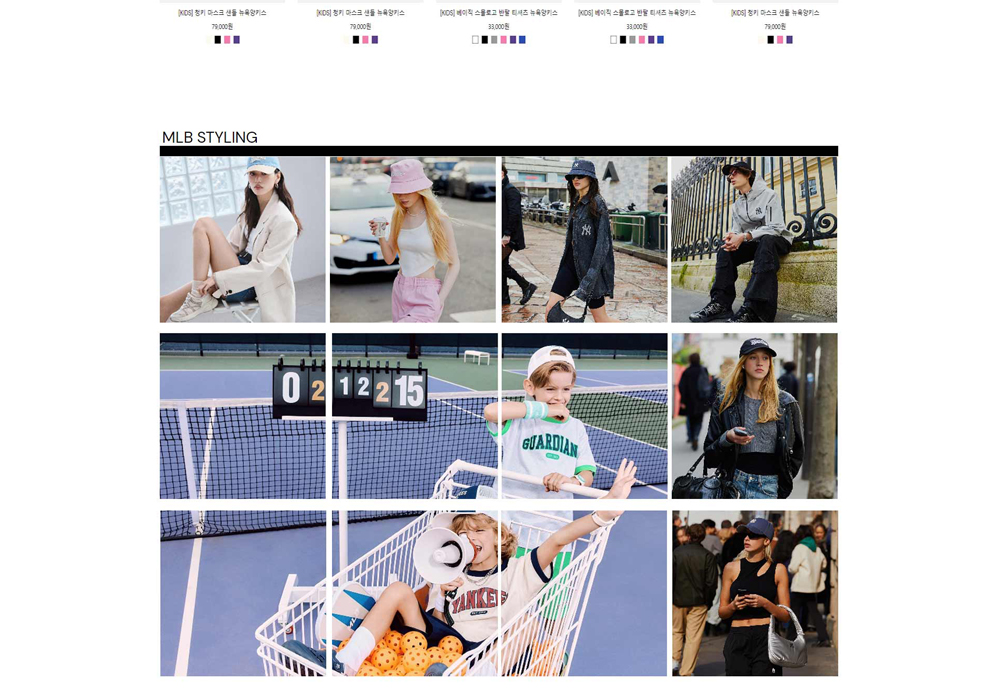 [KIDS] 청키 마스크 샌들 뉴욕양키스
79,000원
[KIDS] 청키 마스크 샌들 뉴욕양키스
79,000원
[KIDS] 베이직 스몰로고 반팔 티셔츠 뉴욕양키스
33,000원
[KIDS] 베이직 스몰로고 반팔 티셔츠 뉴욕양키스
33,000원
[KIDS] 청키 마스크 샌들 뉴욕양키스
79,000원
MLB STYLING
NY
NY
0 2 1 2 2 15
GUARDIAN
YANKEES